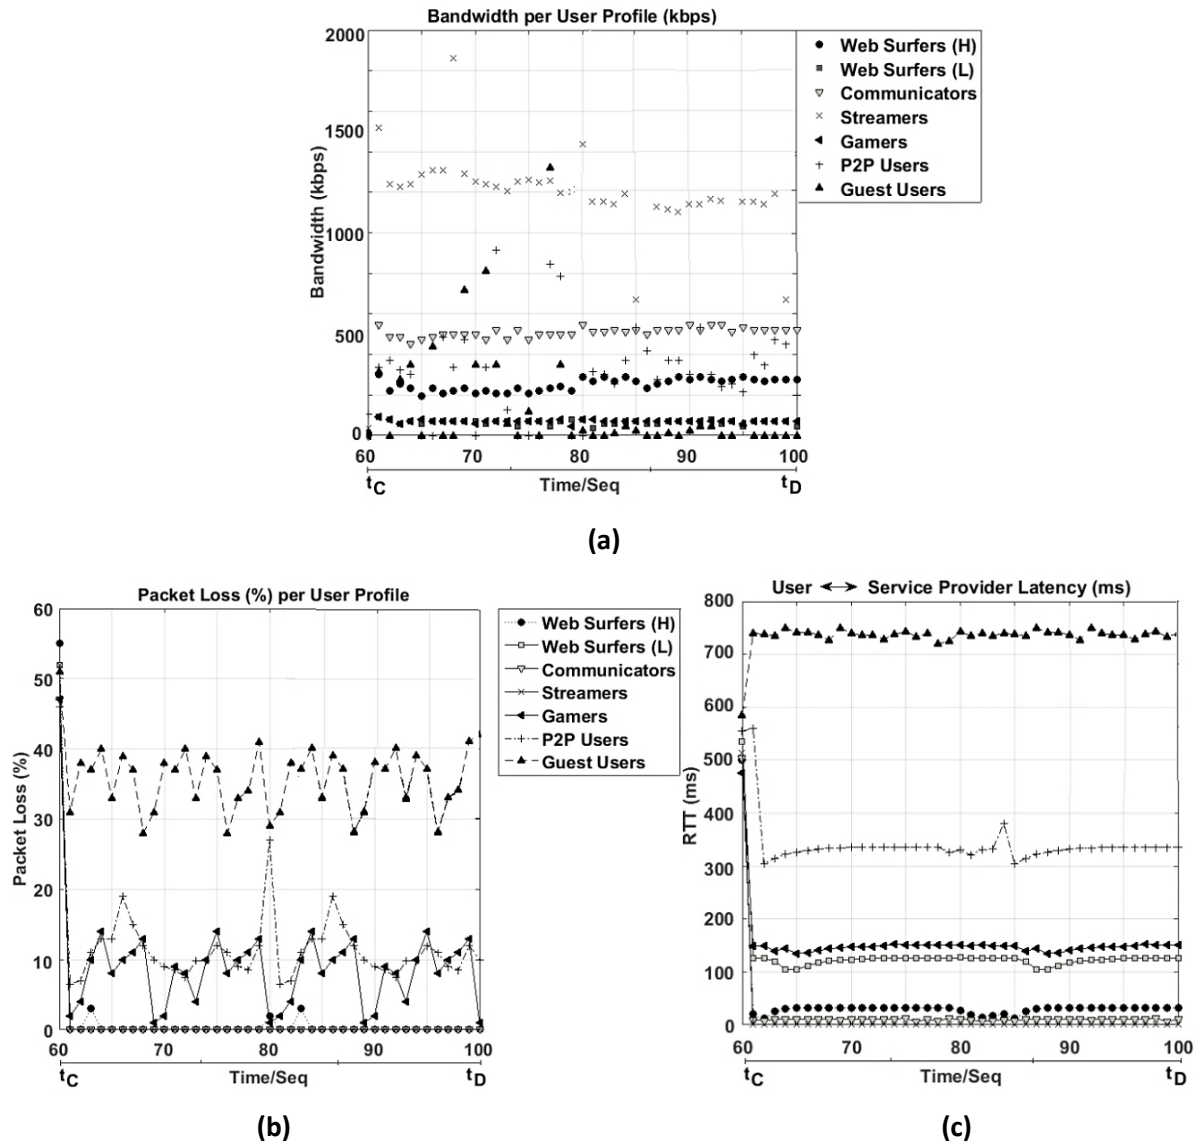 Bandwidth per User Profile (kbps)
2000
1500
1000
500
0
Bandwidth (kbps)
60 70 80 90 100
tC Time/Seq tD
Web Surfers (H)
Web Surfers (L)
Communicators
Streamers
Gamers
P2P Users
Guest Users
(a)
Packet Loss (%) per User Profile
60
50
40
30
20
10
0
Packet Loss (%)
60 70 80 90 100
tC Time/Seq tD
Web Surfers (H)
Web Surfers (L)
Communicators
Streamers
Gamers
P2P Users
Guest Users
(b)
User Service Provider Latency (ms)
800
700
600
500
400
300
200
100
0
RTT (ms)
60 70 80 90 100
tC Time/Seq tD
(c)